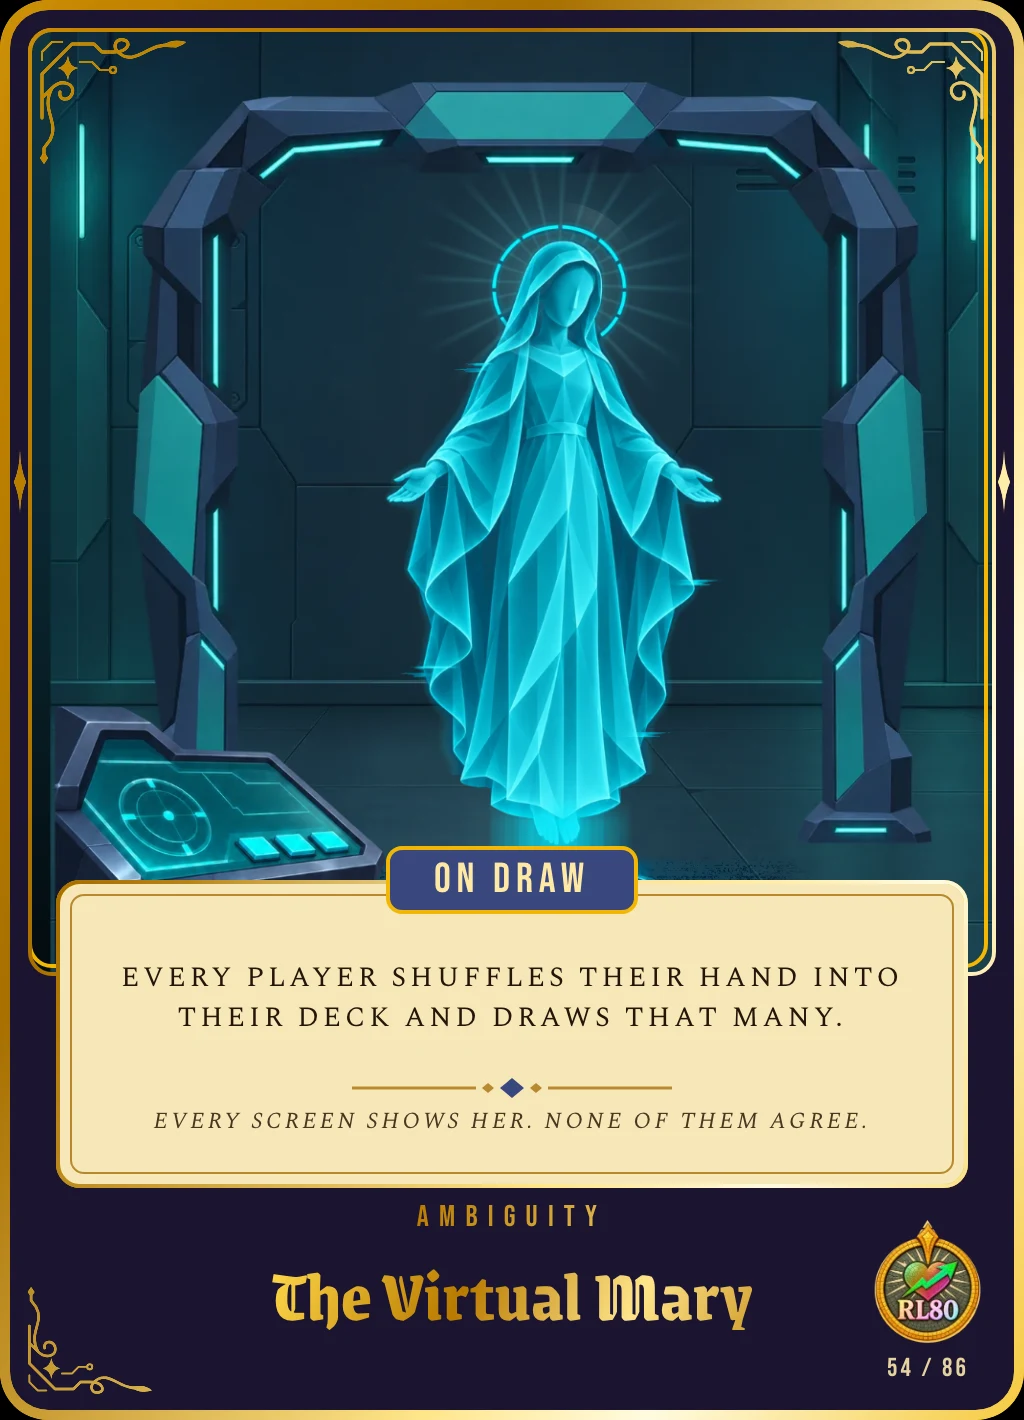 ON DRAW
EVERY PLAYER SHUFFLES THEIR HAND INTO
THEIR DECK AND DRAWS THAT MANY.
EVERY SCREEN SHOWS HER. NONE OF THEM AGREE.
AMBIGUITY
The Virtual Mary
RL80
54 / 86